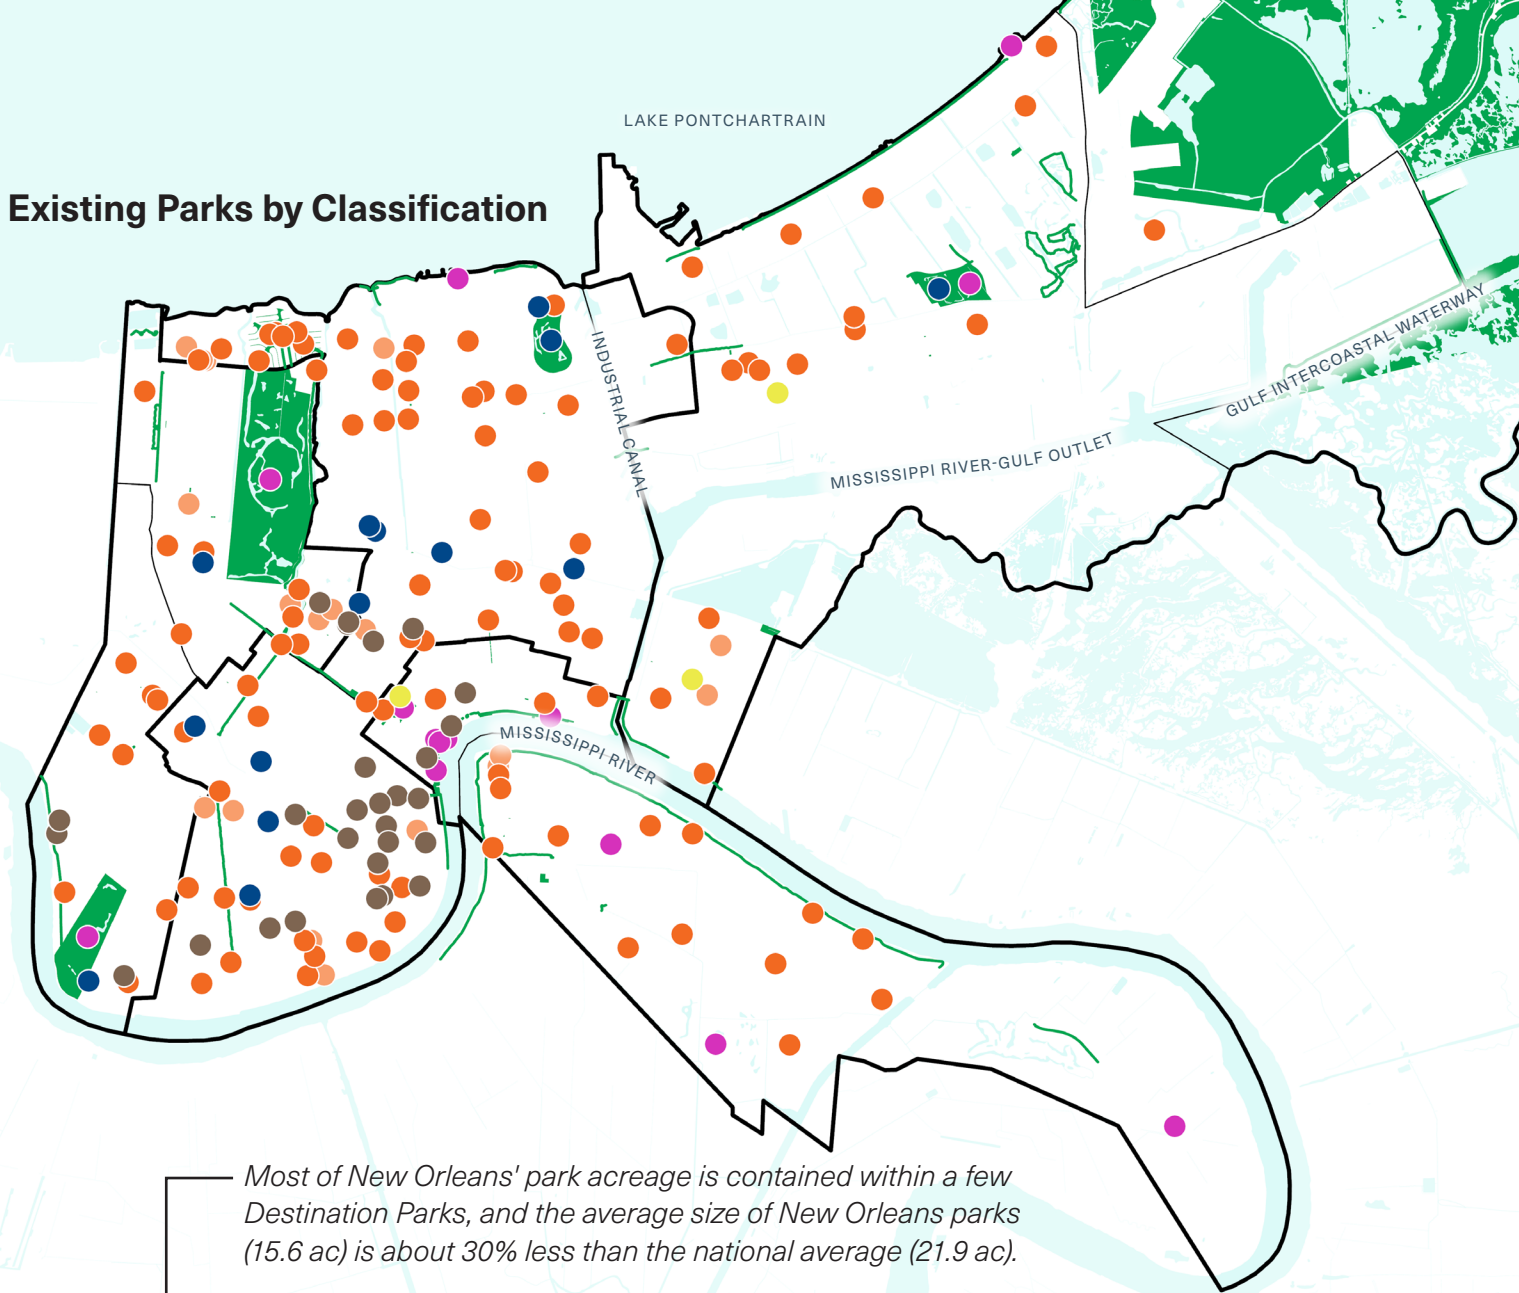 LAKE PONTCHARTRAIN
Existing Parks by Classification
INDUSTRIAL CANAL
GULF INTERCOASTAL WATERWAY
MISSISSIPPI RIVER-GULF OUTLET
MISSISSIPPI RIVER
Most of New Orleans' park acreage is contained within a few
Destination Parks, and the average size of New Orleans parks
(15.6 ac) is about 30% less than the national average (21.9 ac).